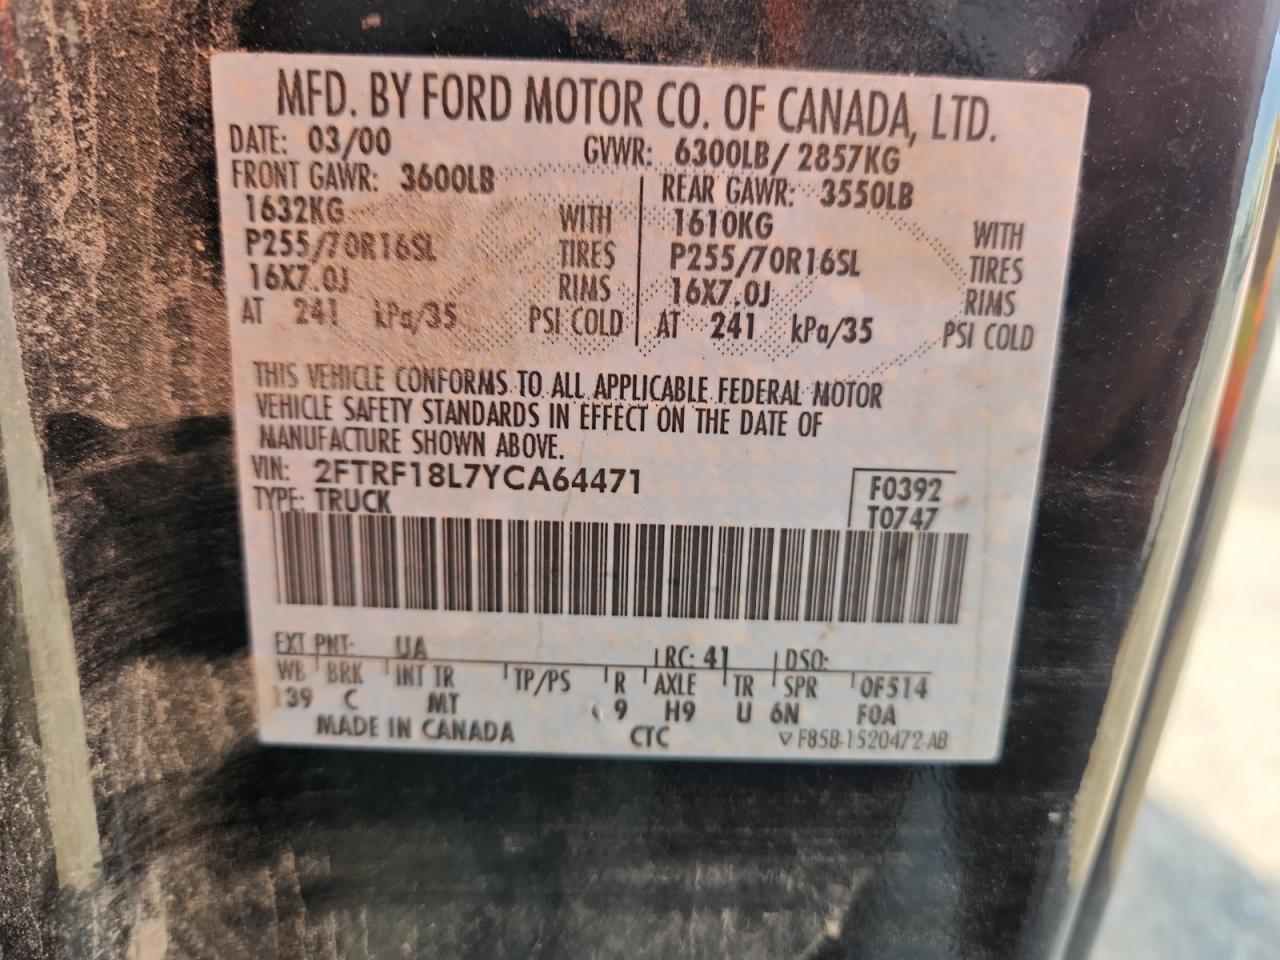 MFD. BY FORD MOTOR CO. OF CANADA, LTD.
DATE: 03/00 GVWR: 6300LB/ 2857KG
FRONT GAWR: 3600LB REAR GAWR: 3550LB
1632KG WITH 1610KG WITH
P255/70R16SL TIRES P255/70R16SL TIRES
16X7.0J RIMS 16X7.0J RIMS
AT 241 kPa/35 PSI COLD AT 241 kPa/35 PSI COLD
THIS VEHICLE CONFORMS TO ALL APPLICABLE FEDERAL MOTOR
VEHICLE SAFETY STANDARDS IN EFFECT ON THE DATE OF
MANUFACTURE SHOWN ABOVE.
VIN: 2FTRF18L7YCA64471 F0392
TYPE: TRUCK T0747
EXT PNT: UA RC: 41 DSO:
WB BRK INT TR TP/PS R AXLE TR SPR 0F514
139 C MT 9 H9 U 6N F0A
MADE IN CANADA CTC ▽ F85B-1520472-AB